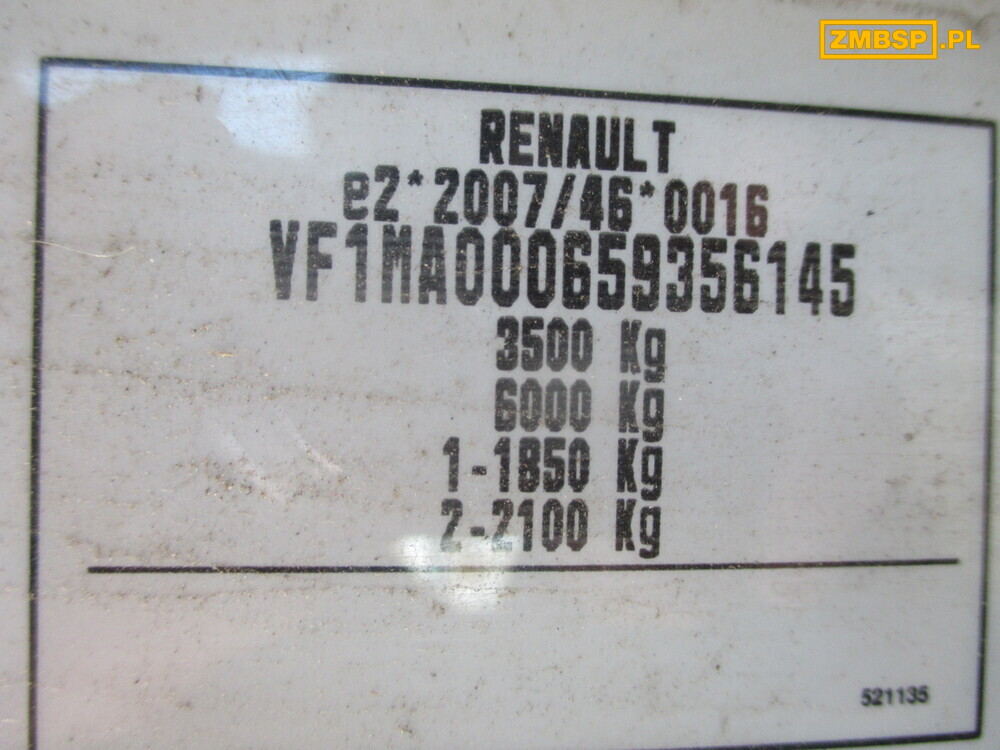 ZMBSP.PL
RENAULT
e2*2007/46*0016
VF1MA000659356145
3500 Kg
6000 Kg
1-1850 Kg
2-2100 Kg
521135